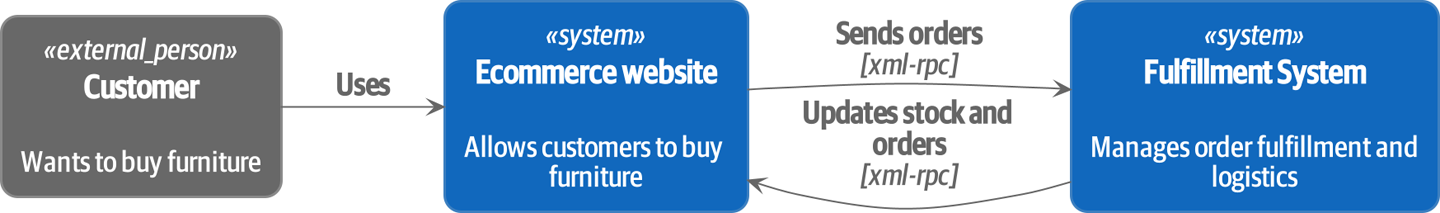 «external_person»
Customer
Wants to buy furniture
Uses
«system»
Ecommerce website
Allows customers to buy
furniture
Sends orders
[xml-rpc]
Updates stock and
orders
[xml-rpc]
«system»
Fulfillment System
Manages order fulfillment and
logistics